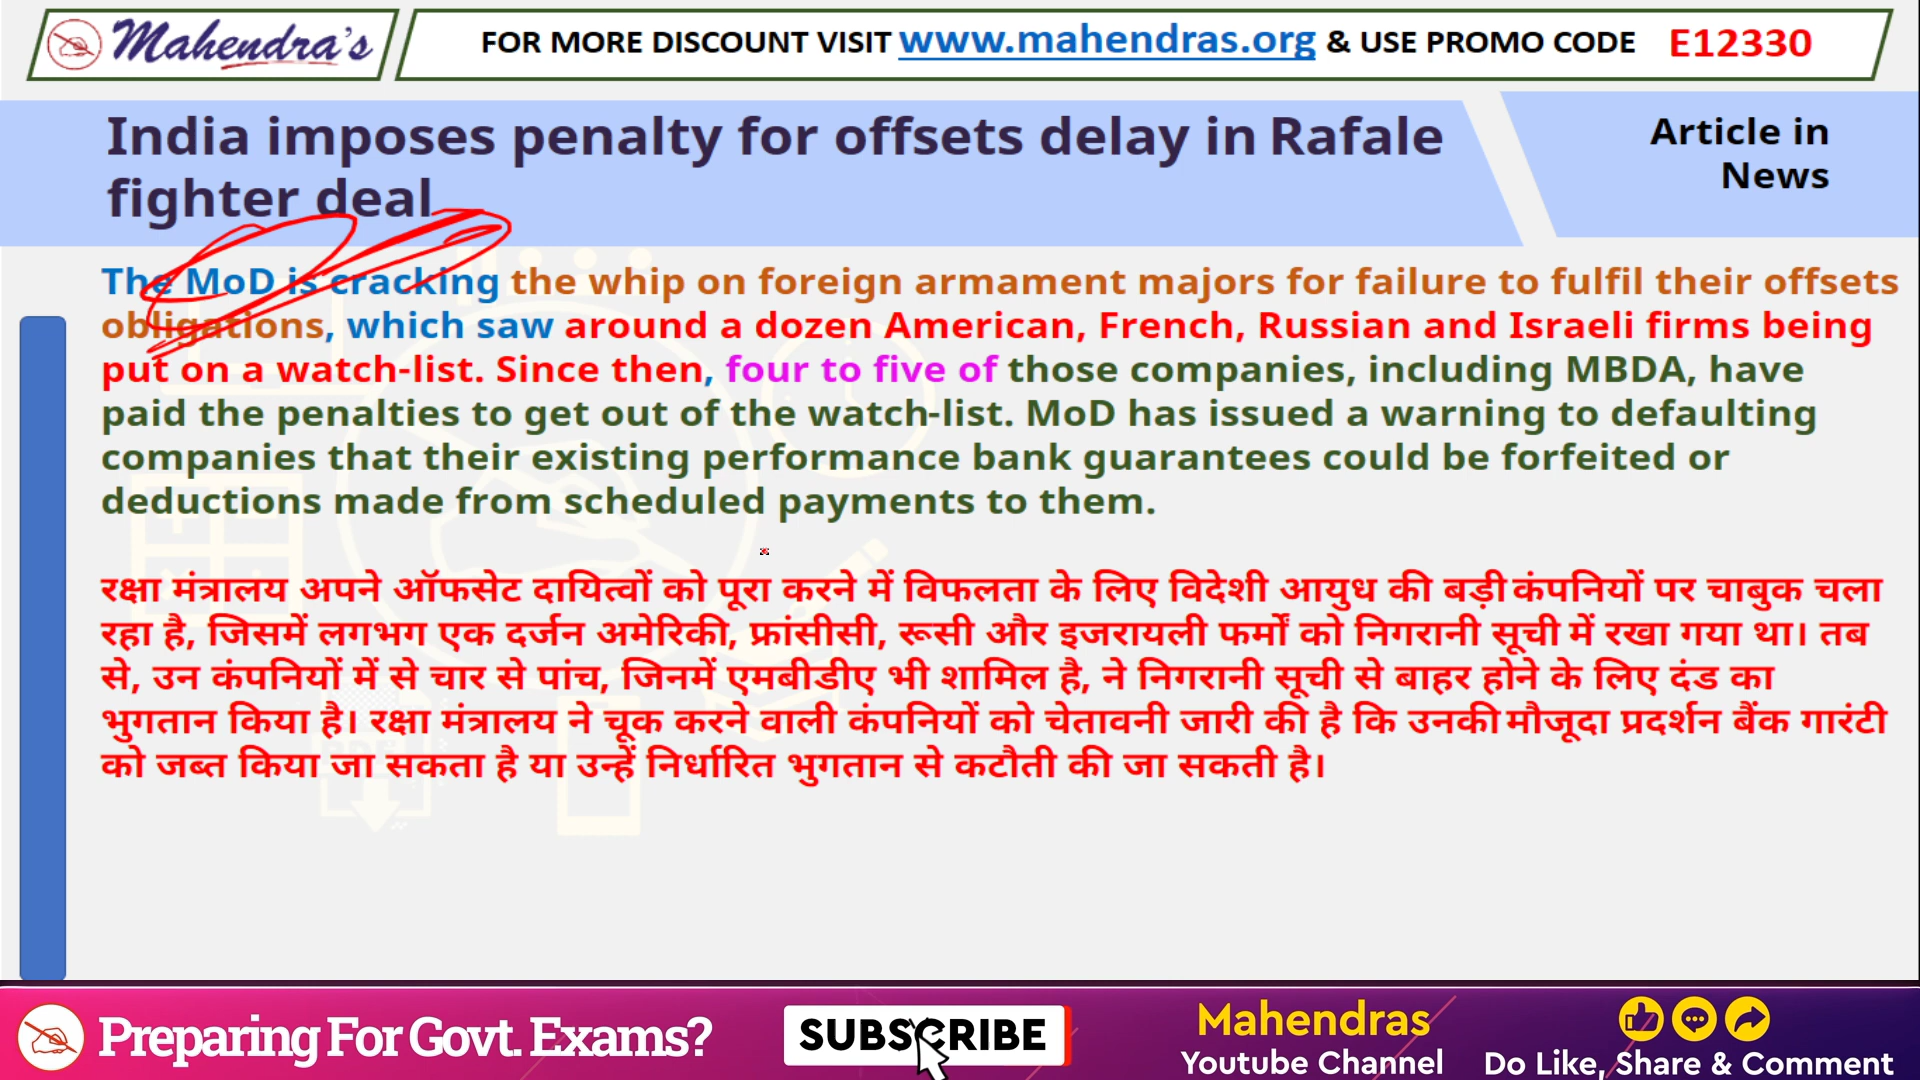 Mahendra's
FOR MORE DISCOUNT VISIT www.mahendras.org & USE PROMO CODE E12330
India imposes penalty for offsets delay in Rafale
fighter deal
Article in
News
The MoD is cracking the whip on foreign armament majors for failure to fulfil their offsets
obligations, which saw around a dozen American, French, Russian and Israeli firms being
put on a watch-list. Since then, four to five of those companies, including MBDA, have
paid the penalties to get out of the watch-list. MoD has issued a warning to defaulting
companies that their existing performance bank guarantees could be forfeited or
deductions made from scheduled payments to them.
रक्षा मंत्रालय अपने ऑफसेट दायित्वों को पूरा करने में विफलता के लिए विदेशी आयुध की बड़ी कंपनियों पर चाबुक चला
रहा है, जिसमें लगभग एक दर्जन अमेरिकी, फ्रांसीसी, रूसी और इजरायली फर्मों को निगरानी सूची में रखा गया था। तब
से, उन कंपनियों में से चार से पांच, जिनमें एमबीडीए भी शामिल है, ने निगरानी सूची से बाहर होने के लिए दंड का
भुगतान किया है। रक्षा मंत्रालय ने चूक करने वाली कंपनियों को चेतावनी जारी की है कि उनकी मौजूदा प्रदर्शन बैंक गारंटी
को जब्त किया जा सकता है या उन्हें निर्धारित भुगतान से कटौती की जा सकती है।
Preparing For Govt. Exams?
SUBSCRIBE
Mahendras
Youtube Channel
Do Like, Share & Comment